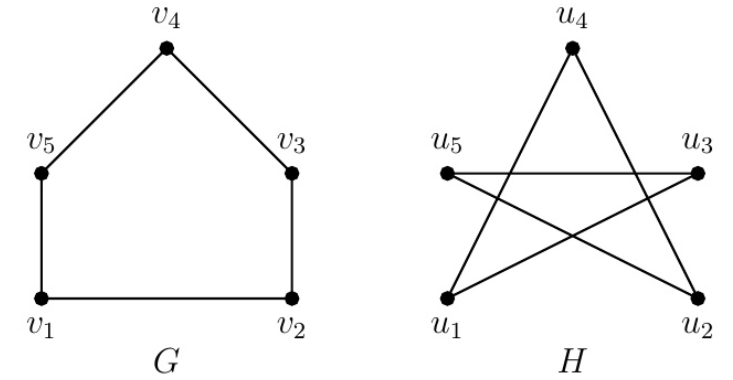 v₄ u₄
v₅ v₃ u₅ u₃
v₁ v₂ u₁ u₂
G H